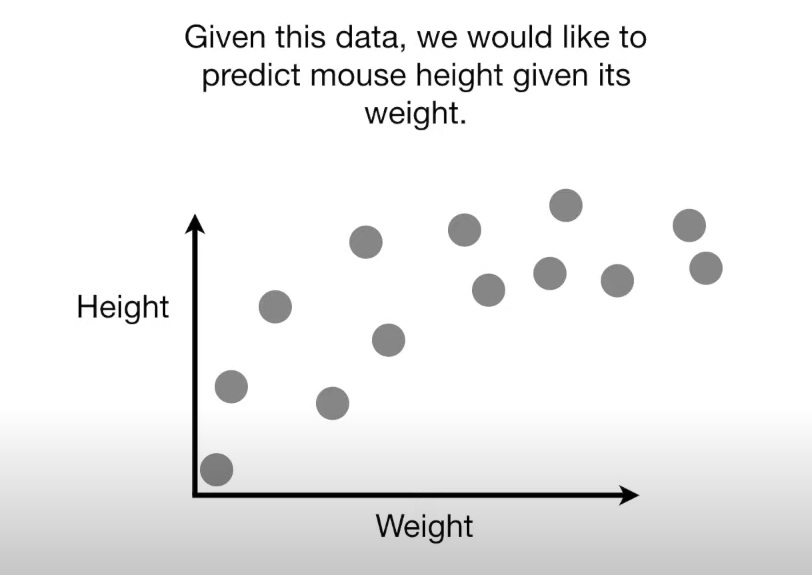 Given this data, we would like to
predict mouse height given its
weight.
Height
Weight